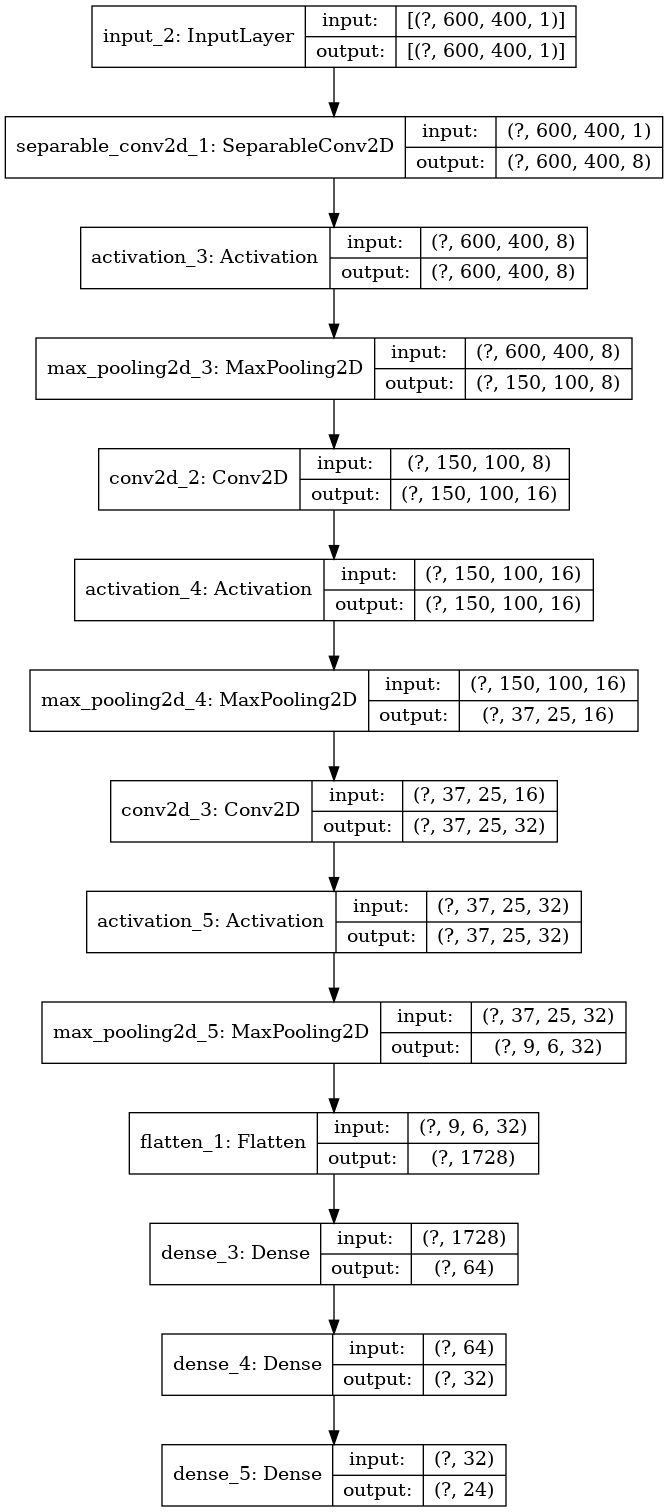 input_2: InputLayer
input:
[(?, 600, 400, 1)]
output:
[(?, 600, 400, 1)]
separable_conv2d_1: SeparableConv2D
input:
(?, 600, 400, 1)
output:
(?, 600, 400, 8)
activation_3: Activation
input:
(?, 600, 400, 8)
output:
(?, 600, 400, 8)
max_pooling2d_3: MaxPooling2D
input:
(?, 600, 400, 8)
output:
(?, 150, 100, 8)
conv2d_2: Conv2D
input:
(?, 150, 100, 8)
output:
(?, 150, 100, 16)
activation_4: Activation
input:
(?, 150, 100, 16)
output:
(?, 150, 100, 16)
max_pooling2d_4: MaxPooling2D
input:
(?, 150, 100, 16)
output:
(?, 37, 25, 16)
conv2d_3: Conv2D
input:
(?, 37, 25, 16)
output:
(?, 37, 25, 32)
activation_5: Activation
input:
(?, 37, 25, 32)
output:
(?, 37, 25, 32)
max_pooling2d_5: MaxPooling2D
input:
(?, 37, 25, 32)
output:
(?, 9, 6, 32)
flatten_1: Flatten
input:
(?, 9, 6, 32)
output:
(?, 1728)
dense_3: Dense
input:
(?, 1728)
output:
(?, 64)
dense_4: Dense
input:
(?, 64)
output:
(?, 32)
dense_5: Dense
input:
(?, 32)
output:
(?, 24)